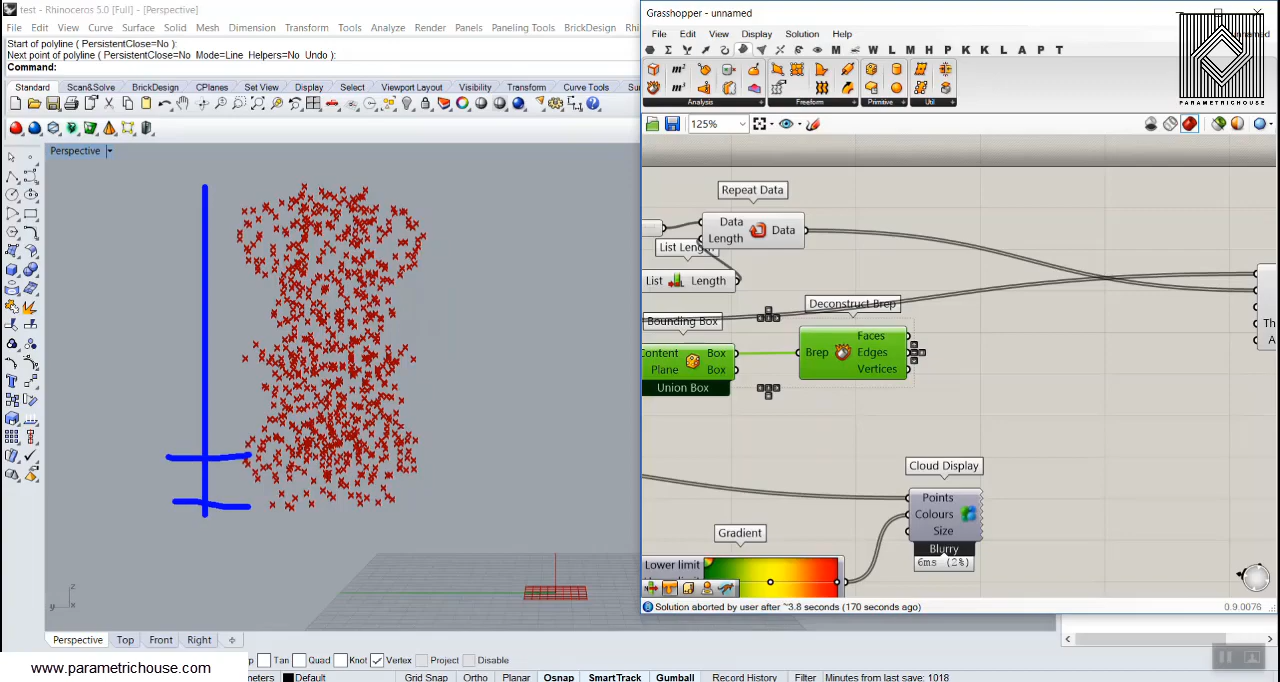 test - Rhinoceros 5.0 [Full] - [Perspective]
File Edit View Curve Surface Solid Mesh Dimension Transform Tools Analyze Render Panels Paneling Tools BrickDesign
Start of polyline ( PersistentClose=No ):
Next point of polyline ( PersistentClose=No Mode=Line Helpers=No Undo ):
Command:
Standard Scan&Solve BrickDesign CPlanes Set View Display Select Viewport Layout Visibility Transform Curve Tools
Perspective
z
y x
Perspective Top Front Right
Tan Quad Knot Vertex Project Disable
www.parametrichouse.com
Default Grid Snap Ortho Planar Osnap SmartTrack Gumball Record History Filter Minutes from last save: 1018
Grasshopper - unnamed
File Edit View Display Solution Help
M W L M H P K K L A P T
m²
m³
Analysis Freeform Primitive Util
PARAMETRICHOUSE
125%
Repeat Data
Data
Length
Data
List Leng
List Length
Bounding Box
Content
Plane
Box
Box
Union Box
Deconstruct Brep
Brep
Faces
Edges
Vertices
Th
A
Cloud Display
Points
Colours
Size
Blurry
6ms (2%)
Gradient
Lower limit
Solution aborted by user after ~3.8 seconds (170 seconds ago)
0.9.0076